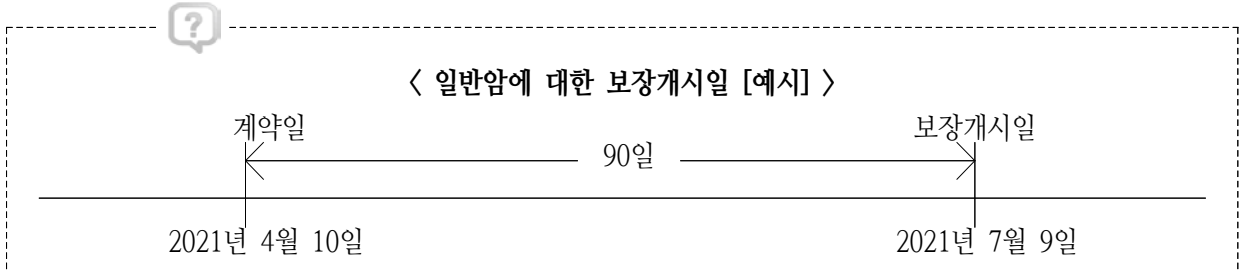 ?
< 일반암에 대한 보장개시일 [예시] >
계약일 보장개시일
90일
2021년 4월 10일 2021년 7월 9일